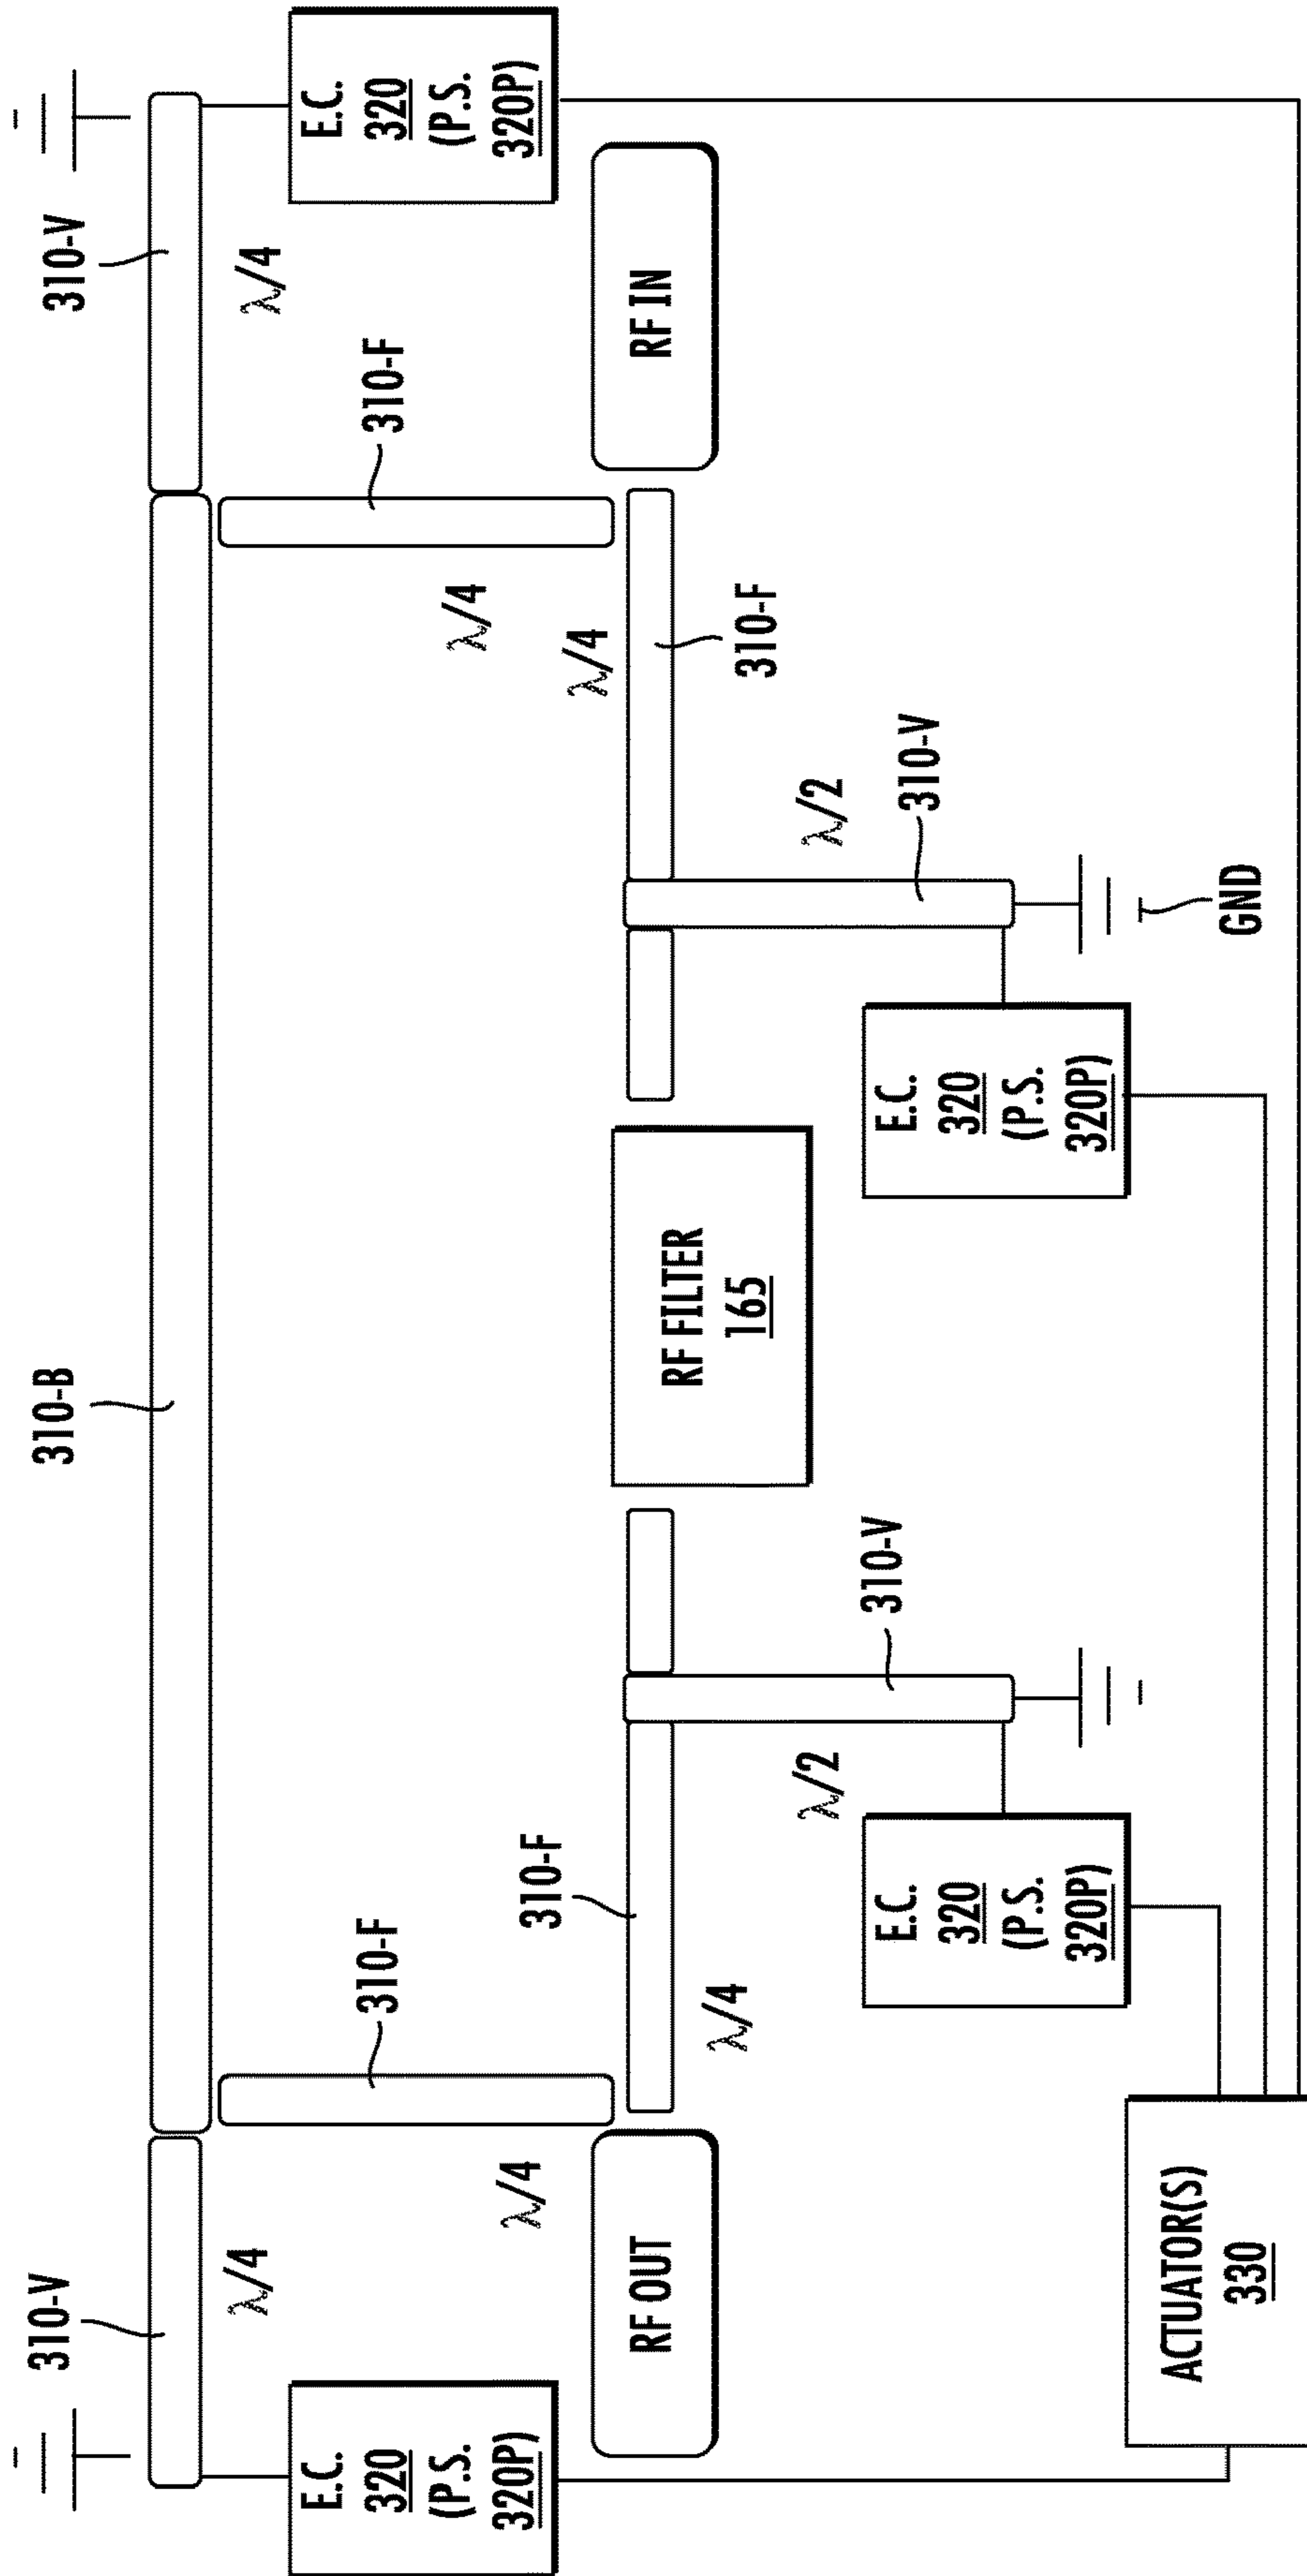 310-V
310-B
310-V
λ/4
λ/4
E.C.
320
(P.S.
320P)
E.C.
320
(P.S.
320P)
310-F
310-F
λ/4
λ/4
310-F
λ/4
RF OUT
RF FILTER
165
RF IN
λ/4
310-F
λ/2
310-V
λ/2
310-V
E.C.
320
(P.S.
320P)
E.C.
320
(P.S.
320P)
GND
ACTUATOR(S)
330